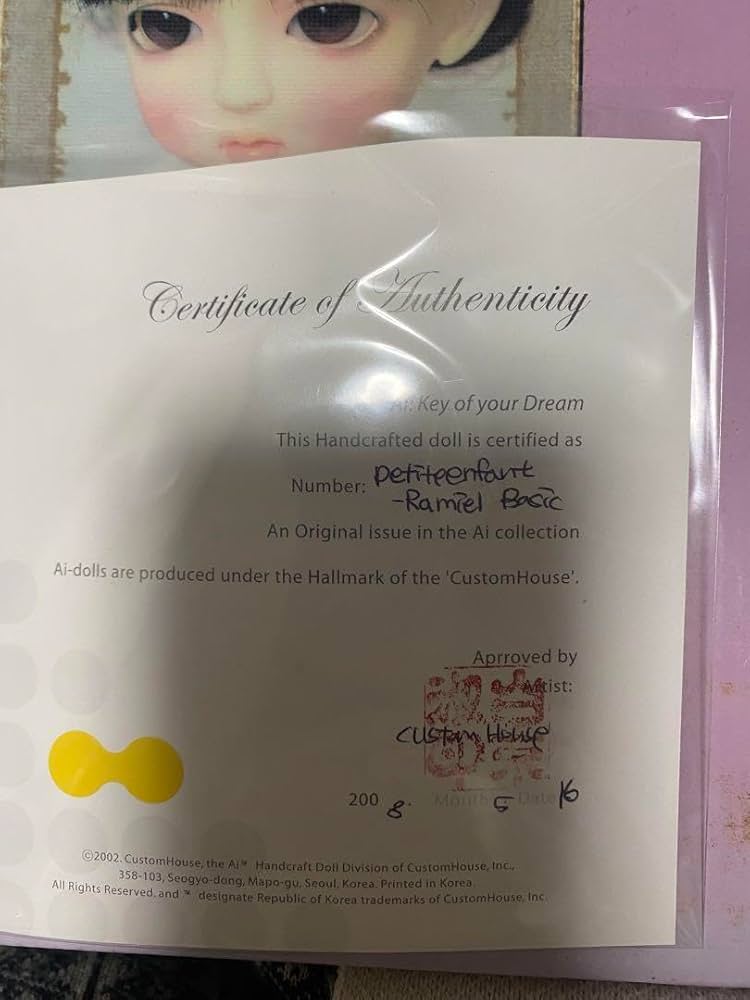 Certificate of Authenticity
Ai: Key of your Dream
This Handcrafted doll is certified as
Number: petiteenfant
-Ramiel Basic
An Original issue in the Ai collection
Ai-dolls are produced under the Hallmark of the 'CustomHouse'.
Aprroved by
Artist:
Custom House
200 8. Month 5 Date 16
©2002. CustomHouse, the Ai™ Handcraft Doll Division of CustomHouse, Inc.,
358-103, Seogyo-dong, Mapo-gu, Seoul, Korea. Printed in Korea.
All Rights Reserved. and ™ designate Republic of Korea trademarks of CustomHouse, Inc.